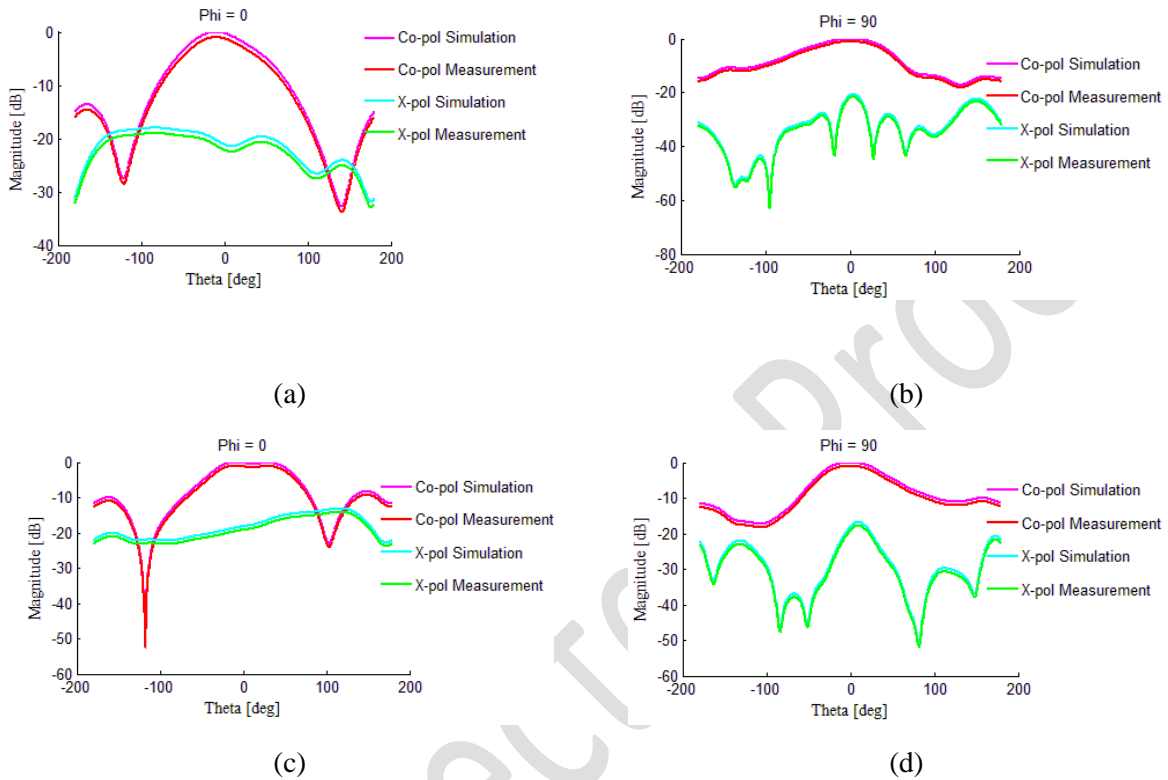 Phi = 0
Magnitude [dB]
0
-10
-20
-30
-40
-200
-100
0
100
200
Theta [deg]
Co-pol Simulation
Co-pol Measurement
X-pol Simulation
X-pol Measurement
(a)
Phi = 90
Magnitude [dB]
0
-20
-40
-60
-80
-200
-100
0
100
200
Theta [deg]
Co-pol Simulation
Co-pol Measurement
X-pol Simulation
X-pol Measurement
(b)
Phi = 0
Magnitude [dB]
0
-10
-20
-30
-40
-50
-60
-200
-100
0
100
200
Theta [deg]
Co-pol Simulation
Co-pol Measurement
X-pol Simulation
X-pol Measurement
(c)
Phi = 90
Magnitude [dB]
0
-10
-20
-30
-40
-50
-60
-200
-100
0
100
200
Theta [deg]
Co-pol Simulation
Co-pol Measurement
X-pol Simulation
X-pol Measurement
(d)